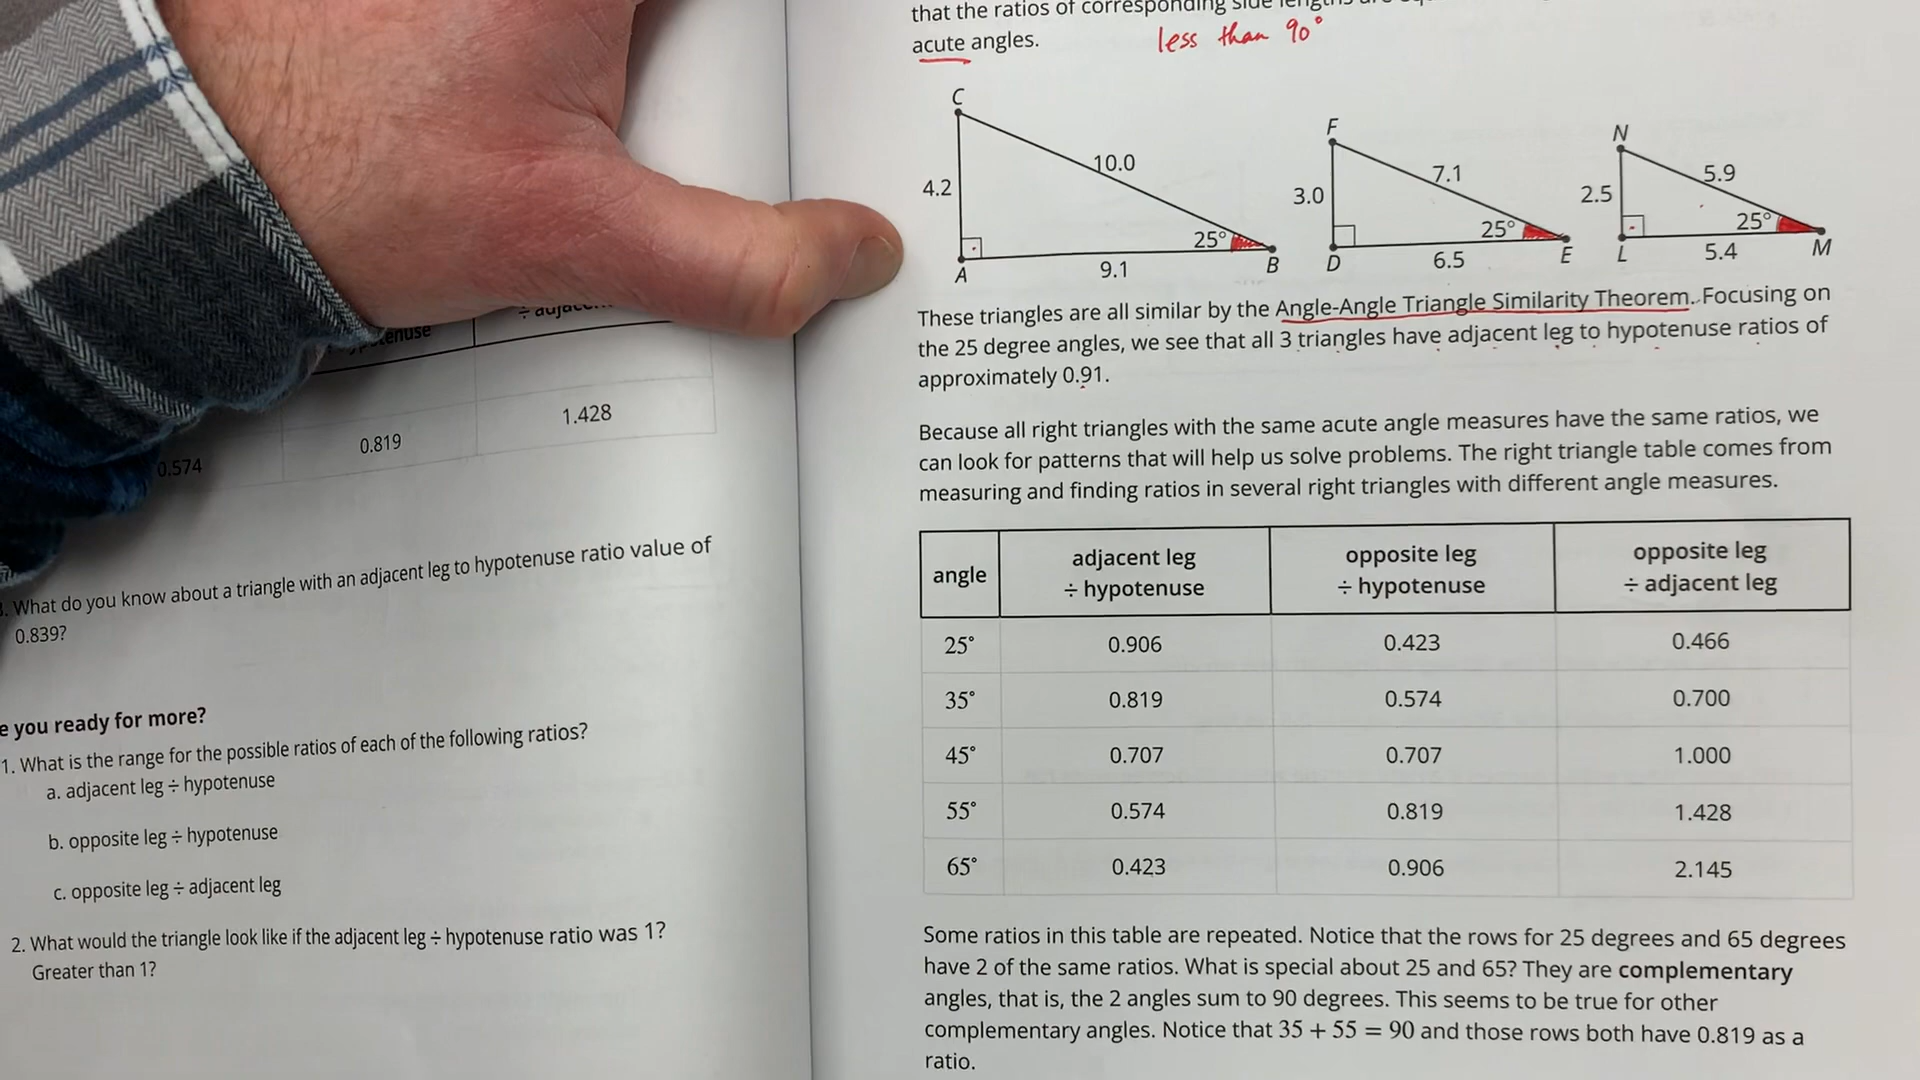 enuse
0.574
0.819
1.428
What do you know about a triangle with an adjacent leg to hypotenuse ratio value of
0.839?
e you ready for more?
1. What is the range for the possible ratios of each of the following ratios?
a. adjacent leg ÷ hypotenuse
b. opposite leg ÷ hypotenuse
c. opposite leg ÷ adjacent leg
2. What would the triangle look like if the adjacent leg ÷ hypotenuse ratio was 1?
Greater than 1?
that the ratios of corresponding side
acute angles.
less than 90°
C
4.2
10.0
25°
A
9.1
B
F
3.0
7.1
25°
D
6.5
E
N
2.5
5.9
25°
L
5.4
M
These triangles are all similar by the Angle-Angle Triangle Similarity Theorem. Focusing on
the 25 degree angles, we see that all 3 triangles have adjacent leg to hypotenuse ratios of
approximately 0.91.
Because all right triangles with the same acute angle measures have the same ratios, we
can look for patterns that will help us solve problems. The right triangle table comes from
measuring and finding ratios in several right triangles with different angle measures.
angle
adjacent leg
÷ hypotenuse
opposite leg
÷ hypotenuse
opposite leg
÷ adjacent leg
25° 0.906 0.423 0.466
35° 0.819 0.574 0.700
45° 0.707 0.707 1.000
55° 0.574 0.819 1.428
65° 0.423 0.906 2.145
Some ratios in this table are repeated. Notice that the rows for 25 degrees and 65 degrees
have 2 of the same ratios. What is special about 25 and 65? They are complementary
angles, that is, the 2 angles sum to 90 degrees. This seems to be true for other
complementary angles. Notice that 35 + 55 = 90 and those rows both have 0.819 as a
ratio.